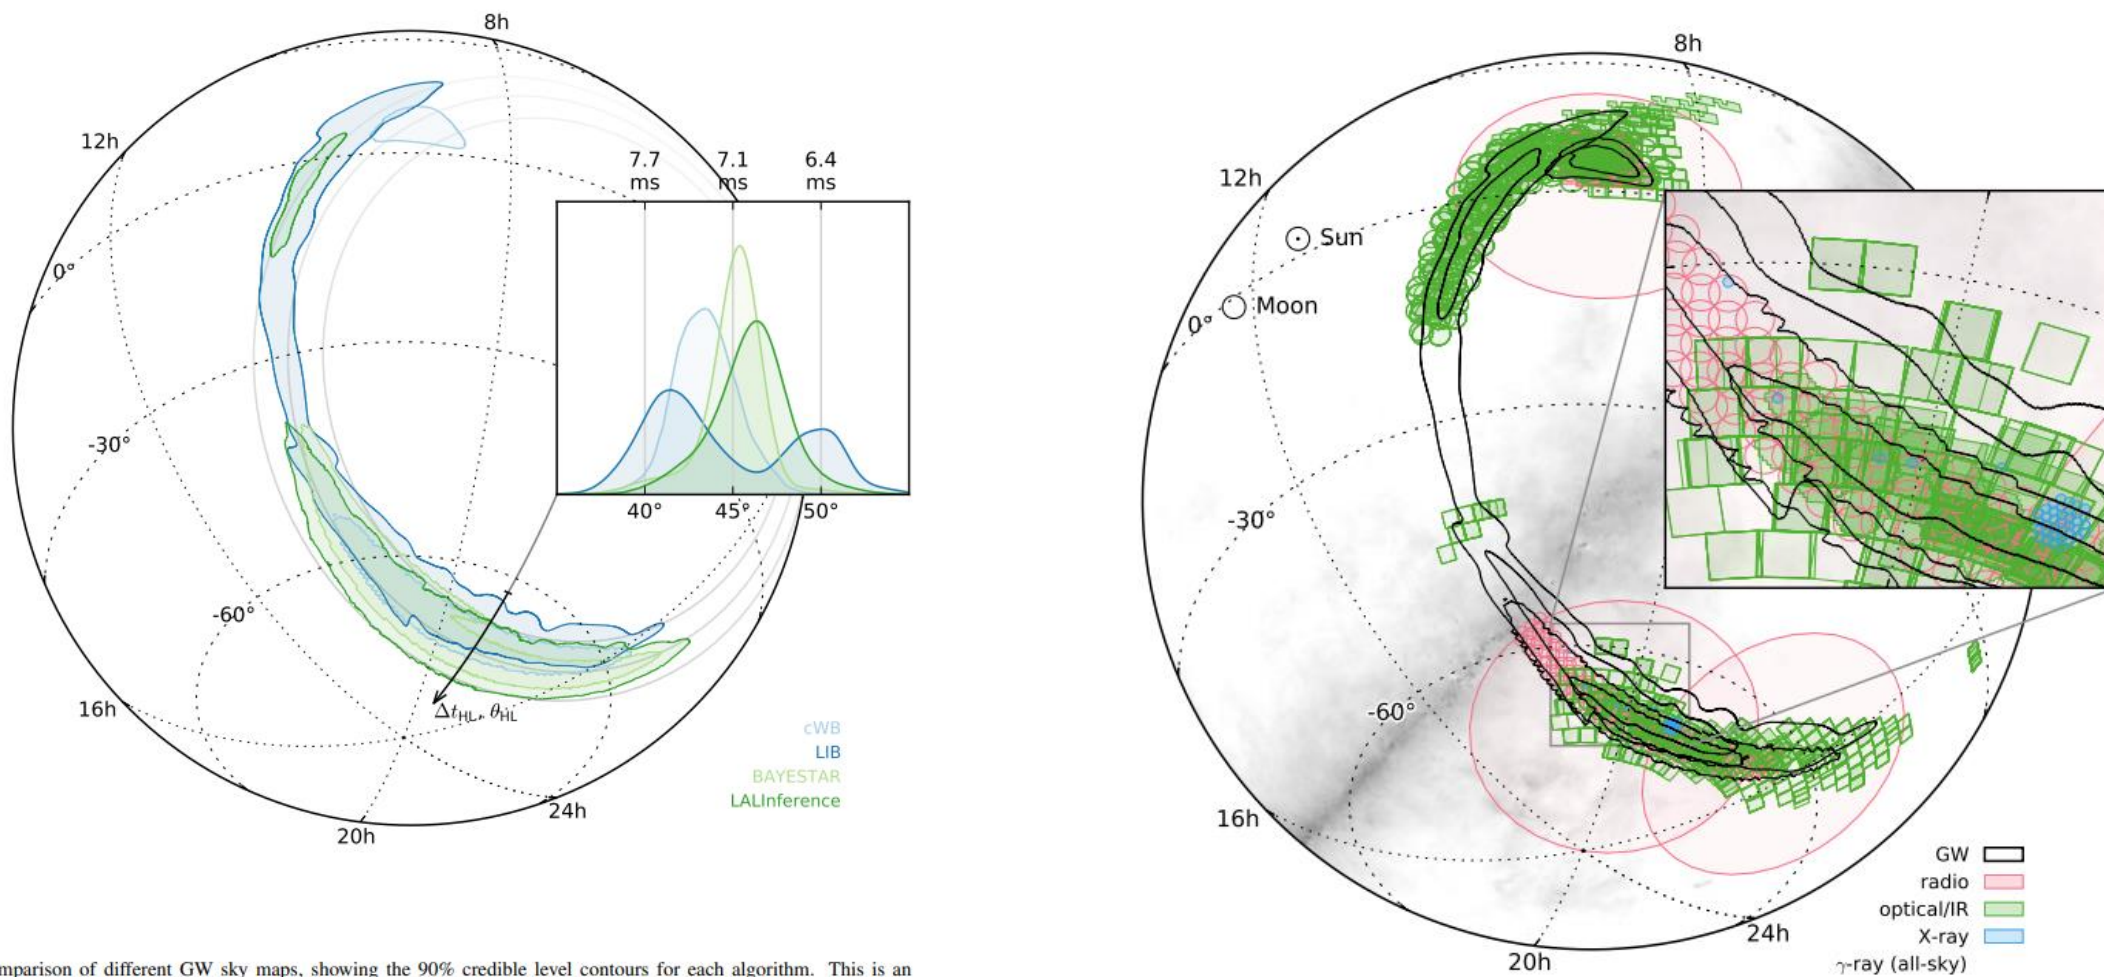 8h
12h
7.7 ms
7.1 ms
6.4 ms
0°
-30°
40°
45°
50°
-60°
16h
Δt_HL, θ_HL
cWB
LIB
BAYESTAR
LALInference
24h
20h
mparison of different GW sky maps, showing the 90% credible level contours for each algorithm. This is an
8h
12h
Sun
Moon
0°
-30°
-60°
16h
GW
radio
optical/IR
X-ray
γ-ray (all-sky)
24h
20h